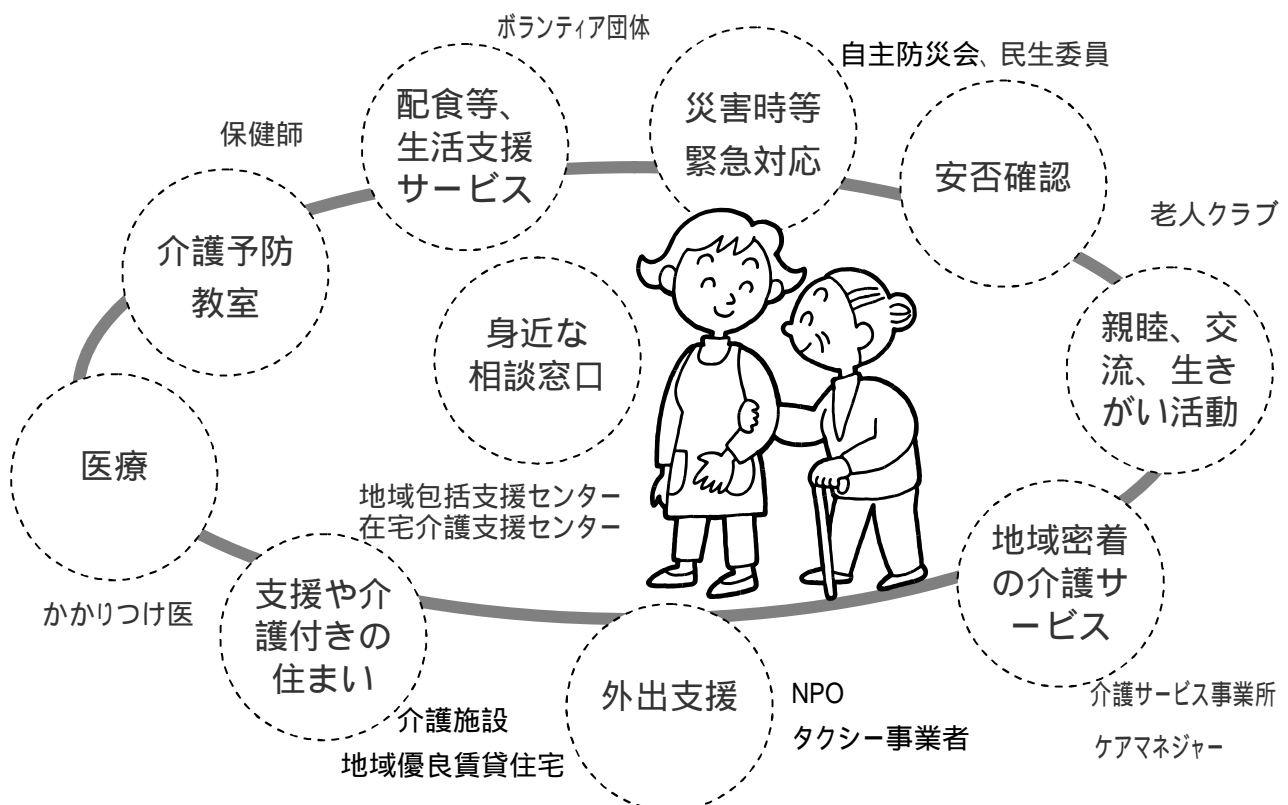 ボランティア団体
自主防災会、民生委員
配食等、
生活支援
サービス
災害時等
緊急対応
保健師
安否確認
老人クラブ
介護予防
教室
身近な
相談窓口
親睦、交
流、生き
がい活動
医療
地域包括支援センター
在宅介護支援センター
地域密着
の介護サ
ービス
かかりつけ医
支援や介
護付きの
住まい
外出支援
介護施設
地域優良賃貸住宅
NPO
タクシー事業者
介護サービス事業所
ケアマネジャー